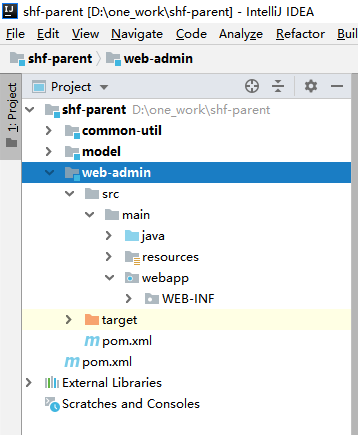 shf-parent [D:\one_work\shf-parent] - IntelliJ IDEA
File Edit View Navigate Code Analyze Refactor Buil
shf-parent web-admin
1: Project
Project
shf-parent D:\one_work\shf-parent
common-util
model
web-admin
src
main
java
resources
webapp
WEB-INF
target
m pom.xml
m pom.xml
External Libraries
Scratches and Consoles